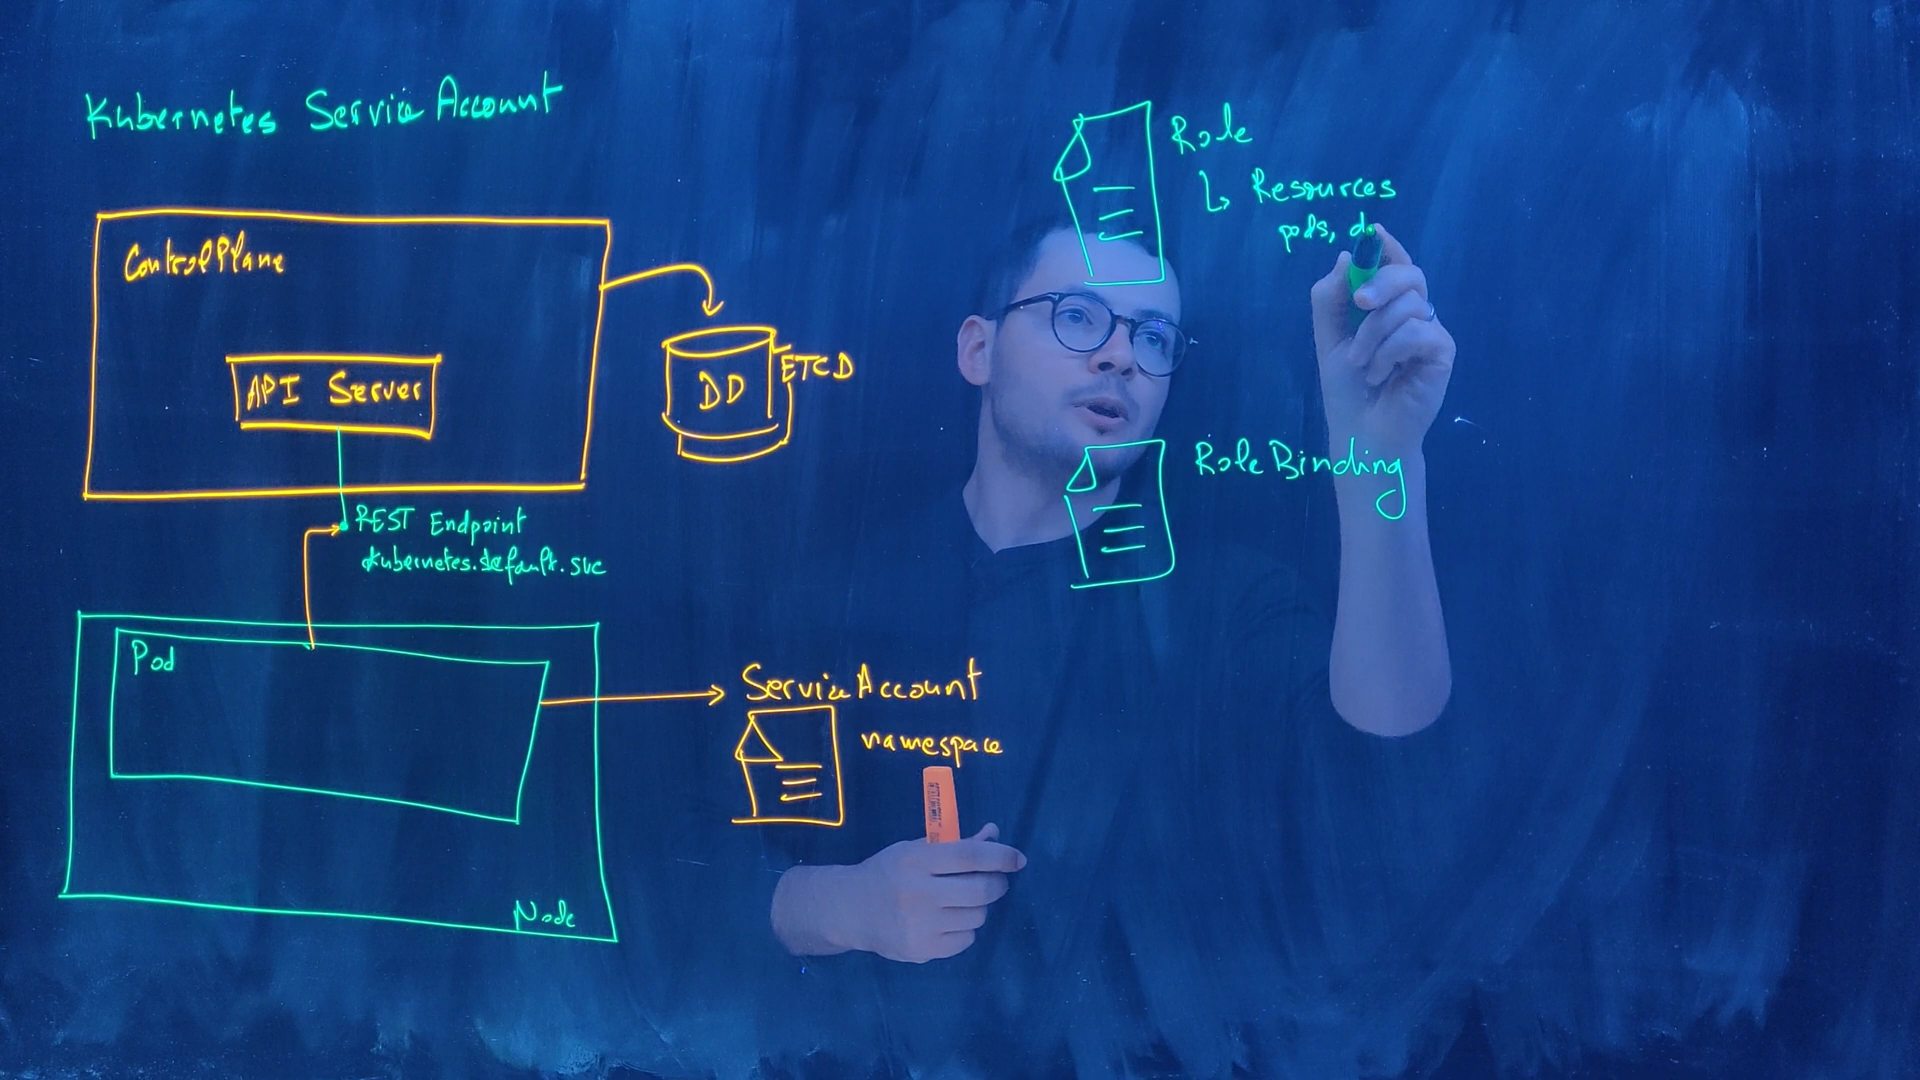 Kubernetes Service Account
Control Plane
API Server
DD
ETCD
REST Endpoint
kubernetes.default.svc
Pod
Node
Service Account
namespace
Role
Resources
pods, d
Role Binding